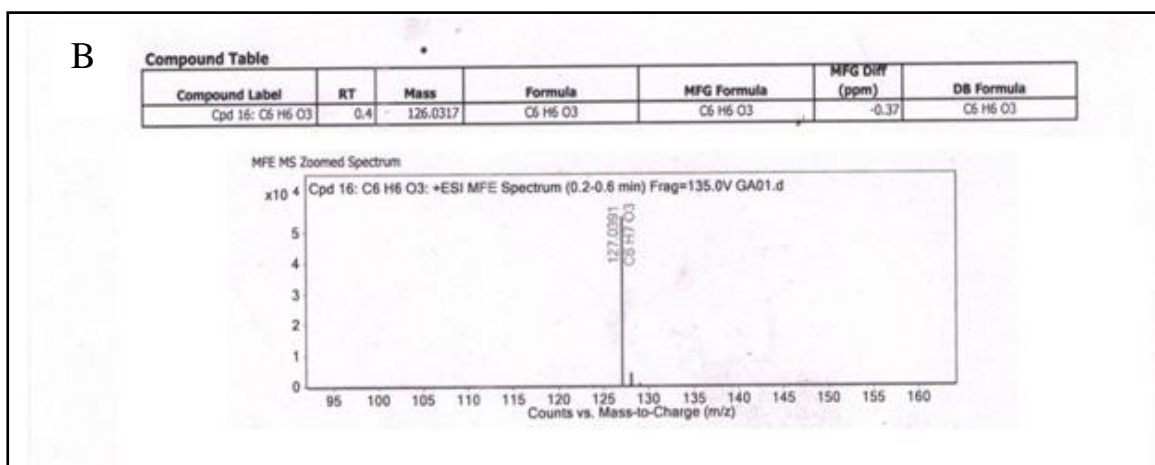 B
Compound Table
Compound Label RT Mass Formula MFG Formula MFG Diff (ppm) DB Formula
Cpd 16: C6 H6 O3 0.4 126.0317 C6 H6 O3 C6 H6 O3 -0.37 C6 H6 O3
MFE MS Zoomed Spectrum
x10 4
Cpd 16: C6 H6 O3: +ESI MFE Spectrum (0.2-0.6 min) Frag=135.0V GA01.d
127.0391
C6 H7 O3
5
4
3
2
1
0
95 100 105 110 115 120 125 130 135 140 145 150 155 160
Counts vs. Mass-to-Charge (m/z)